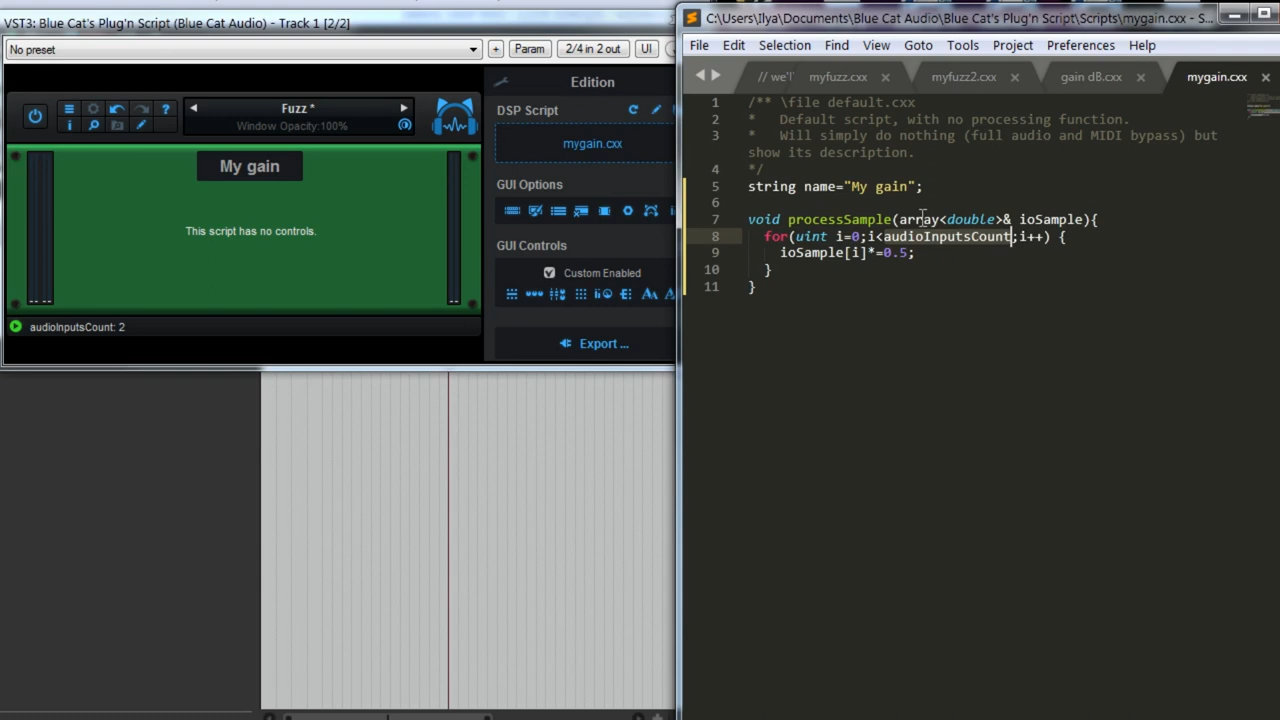 VST3: Blue Cat's Plug'n Script (Blue Cat Audio) - Track 1 [2/2]
No preset
+
Param
2/4 in 2 out
UI
Fuzz *
Window Opacity:100%
My gain
This script has no controls.
-- --
--
audioInputsCount: 2
Edition
DSP Script
mygain.cxx
GUI Options
GUI Controls
Custom Enabled
Export ...
C:\Users\Ilya\Documents\Blue Cat Audio\Blue Cat's Plug'n Script\Scripts\mygain.cxx - S...
File Edit Selection Find View Goto Tools Project Preferences Help
// we'l myfuzz.cxx myfuzz2.cxx gain dB.cxx mygain.cxx
1 /** \file default.cxx
2 *   Default script, with no processing function.
3 *   Will simply do nothing (full audio and MIDI bypass) but
show its description.
4 */
5 string name="My gain";
6
7 void processSample(array<double>& ioSample){
8   for(uint i=0;i<audioInputsCount;i++) {
9     ioSample[i]*=0.5;
10   }
11 }